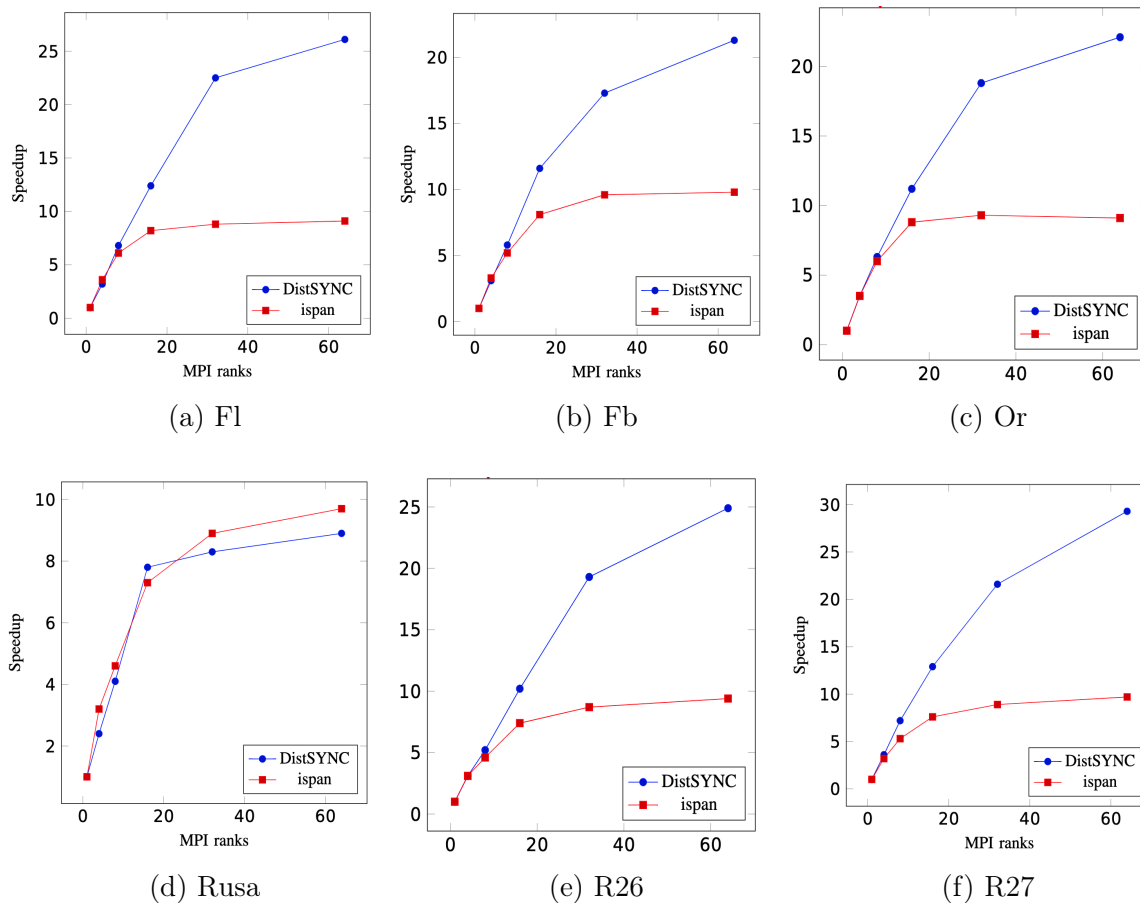 25
20
15
10
5
0
Speedup
DistSYNC
ispan
0 20 40 60
MPI ranks
(a) Fl
20
15
10
5
0
Speedup
DistSYNC
ispan
0 20 40 60
MPI ranks
(b) Fb
20
15
10
5
0
DistSYNC
ispan
0 20 40 60
(c) Or
10
8
6
4
2
Speedup
DistSYNC
ispan
0 20 40 60
MPI ranks
(d) Rusa
25
20
15
10
5
0
DistSYNC
ispan
0 20 40 60
(e) R26
30
25
20
15
10
5
0
Speedup
DistSYNC
ispan
0 20 40 60
MPI ranks
(f) R27